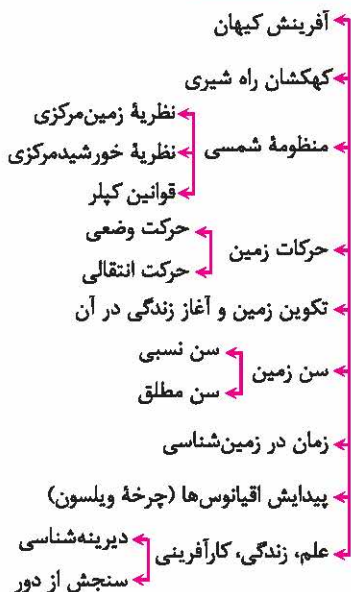 آفرینش کیهان
کهکشان راه شیری
منظومهٔ شمسی
نظریهٔ زمین‌مرکزی
نظریهٔ خورشیدمرکزی
قوانین کپلر
حرکات زمین
حرکت وضعی
حرکت انتقالی
تکوین زمین و آغاز زندگی در آن
سن زمین
سن نسبی
سن مطلق
زمان در زمین‌شناسی
پیدایش اقیانوس‌ها (چرخهٔ ویلسون)
علم، زندگی، کارآفرینی
دیرینه‌شناسی
سنجش از دور